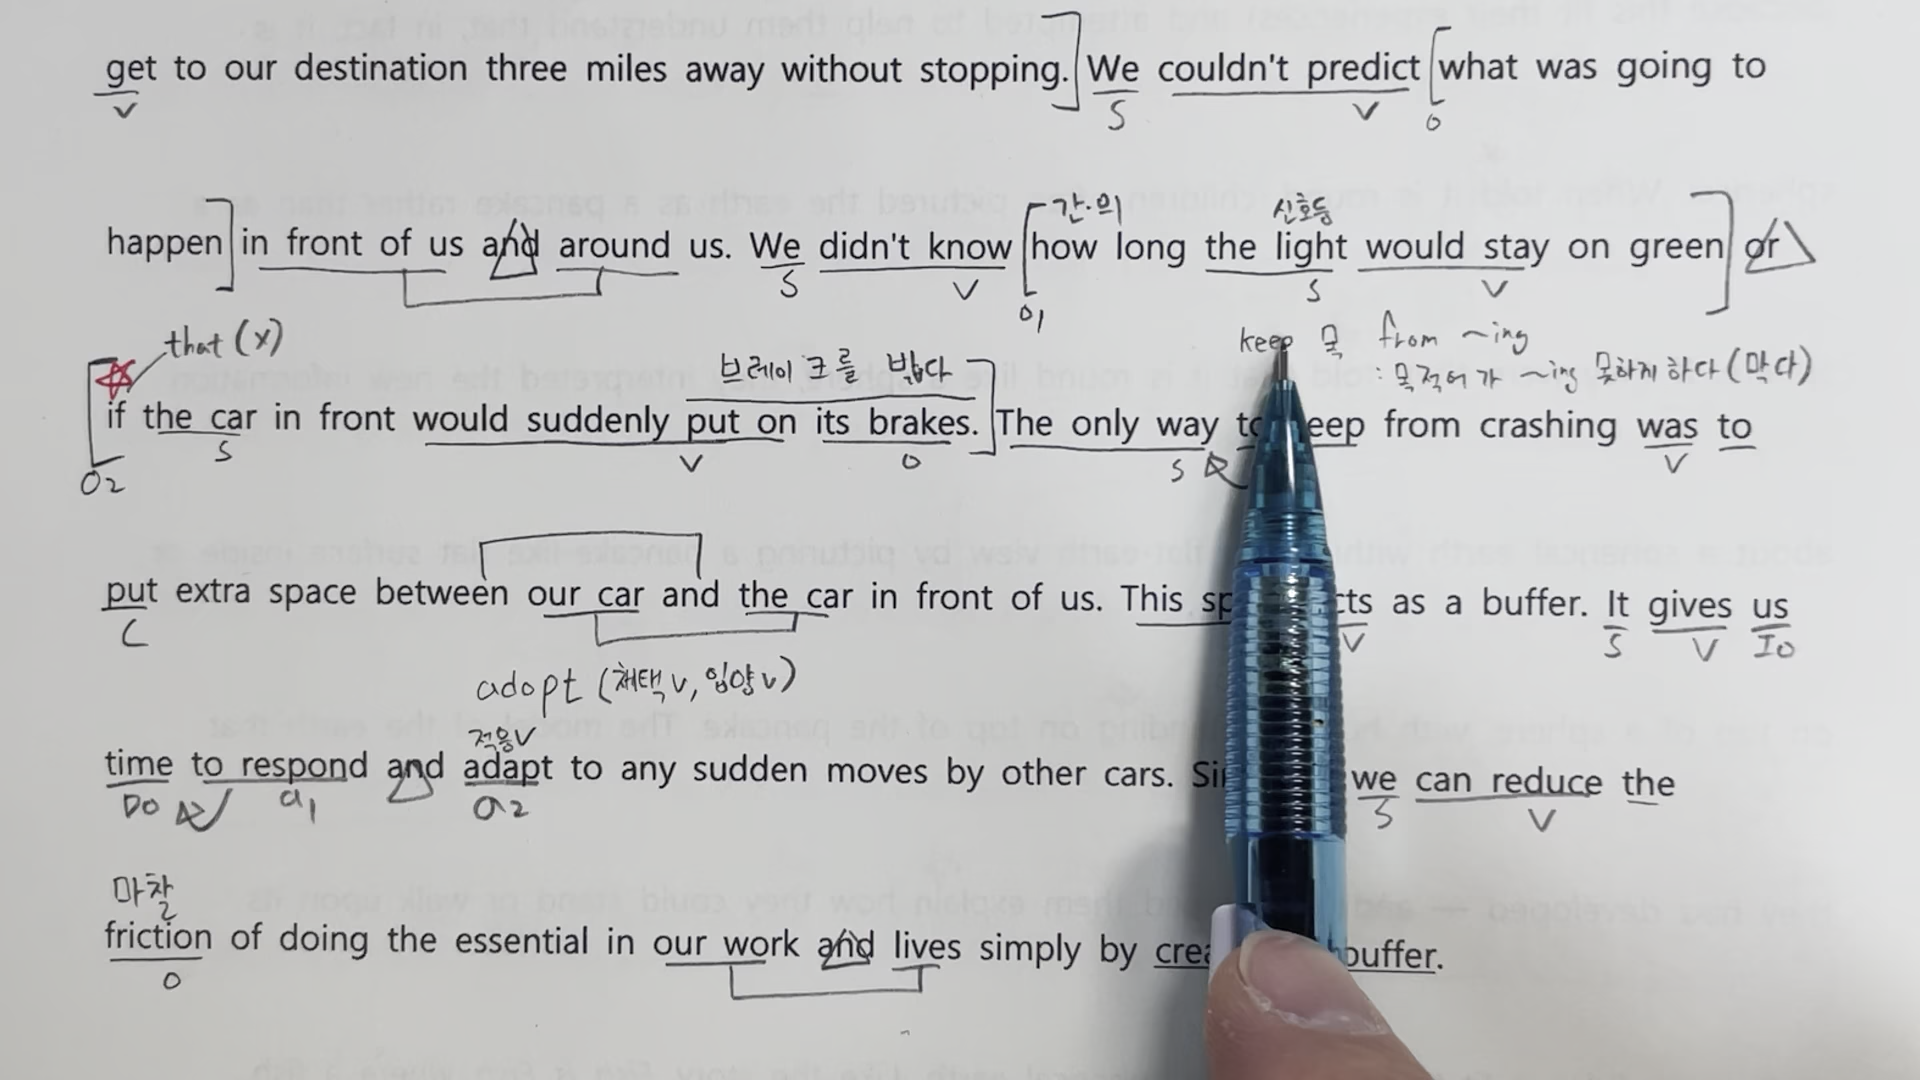 get to our destination three miles away without stopping. We couldn't predict what was going to
V S V O
간·의 신호등
happen in front of us and around us. We didn't know how long the light would stay on green or
S V O1 S V
that (X) keep 목 from ~ing
브레이크를 밟다 : 목적어가 ~ing 못하게 하다 (막다)
if the car in front would suddenly put on its brakes. The only way to keep from crashing was to
O2 S V O S V
put extra space between our car and the car in front of us. This acts as a buffer. It gives us
C V S V IO
adopt (채택V, 입양V)
적응V
time to respond and adapt to any sudden moves by other cars. we can reduce the
DO a1 a2 S V
마찰
friction of doing the essential in our work and lives simply by buffer.
O